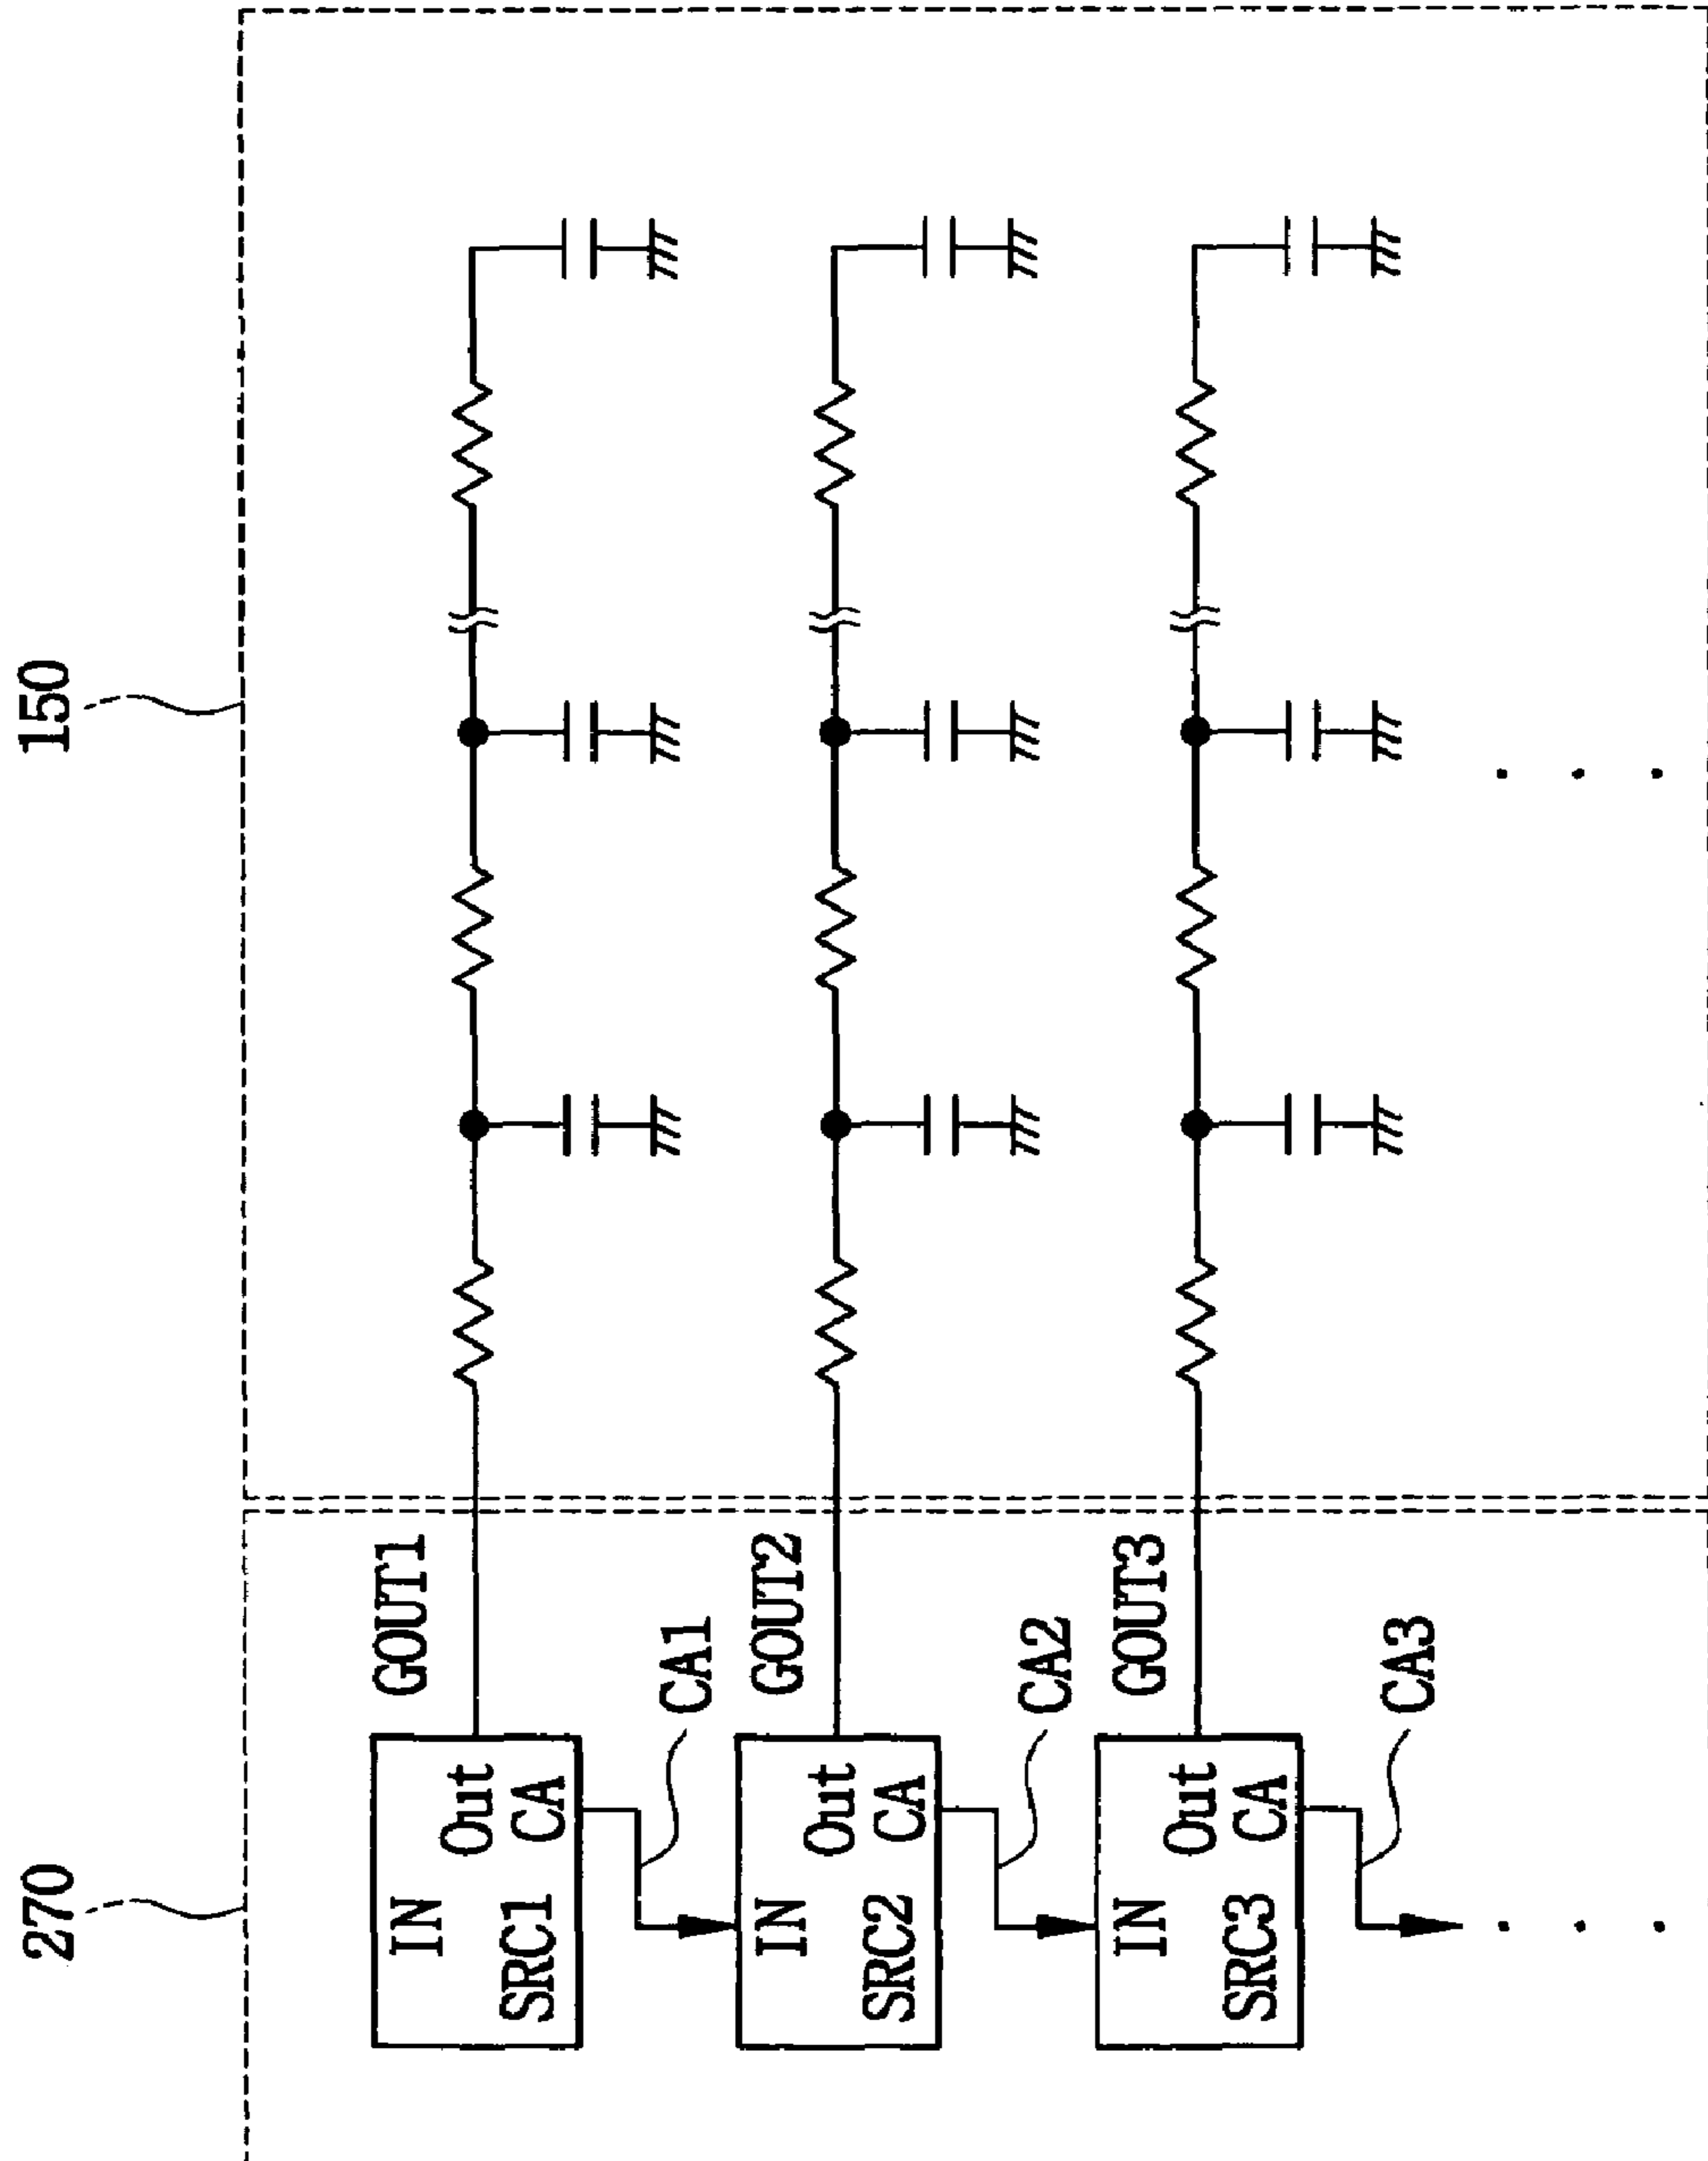 270
150
IN
Out
GOUT1
SRC1
CA
CA1
IN
Out
GOUT2
SRC2
CA
CA2
IN
Out
GOUT3
SRC3
CA
CA3